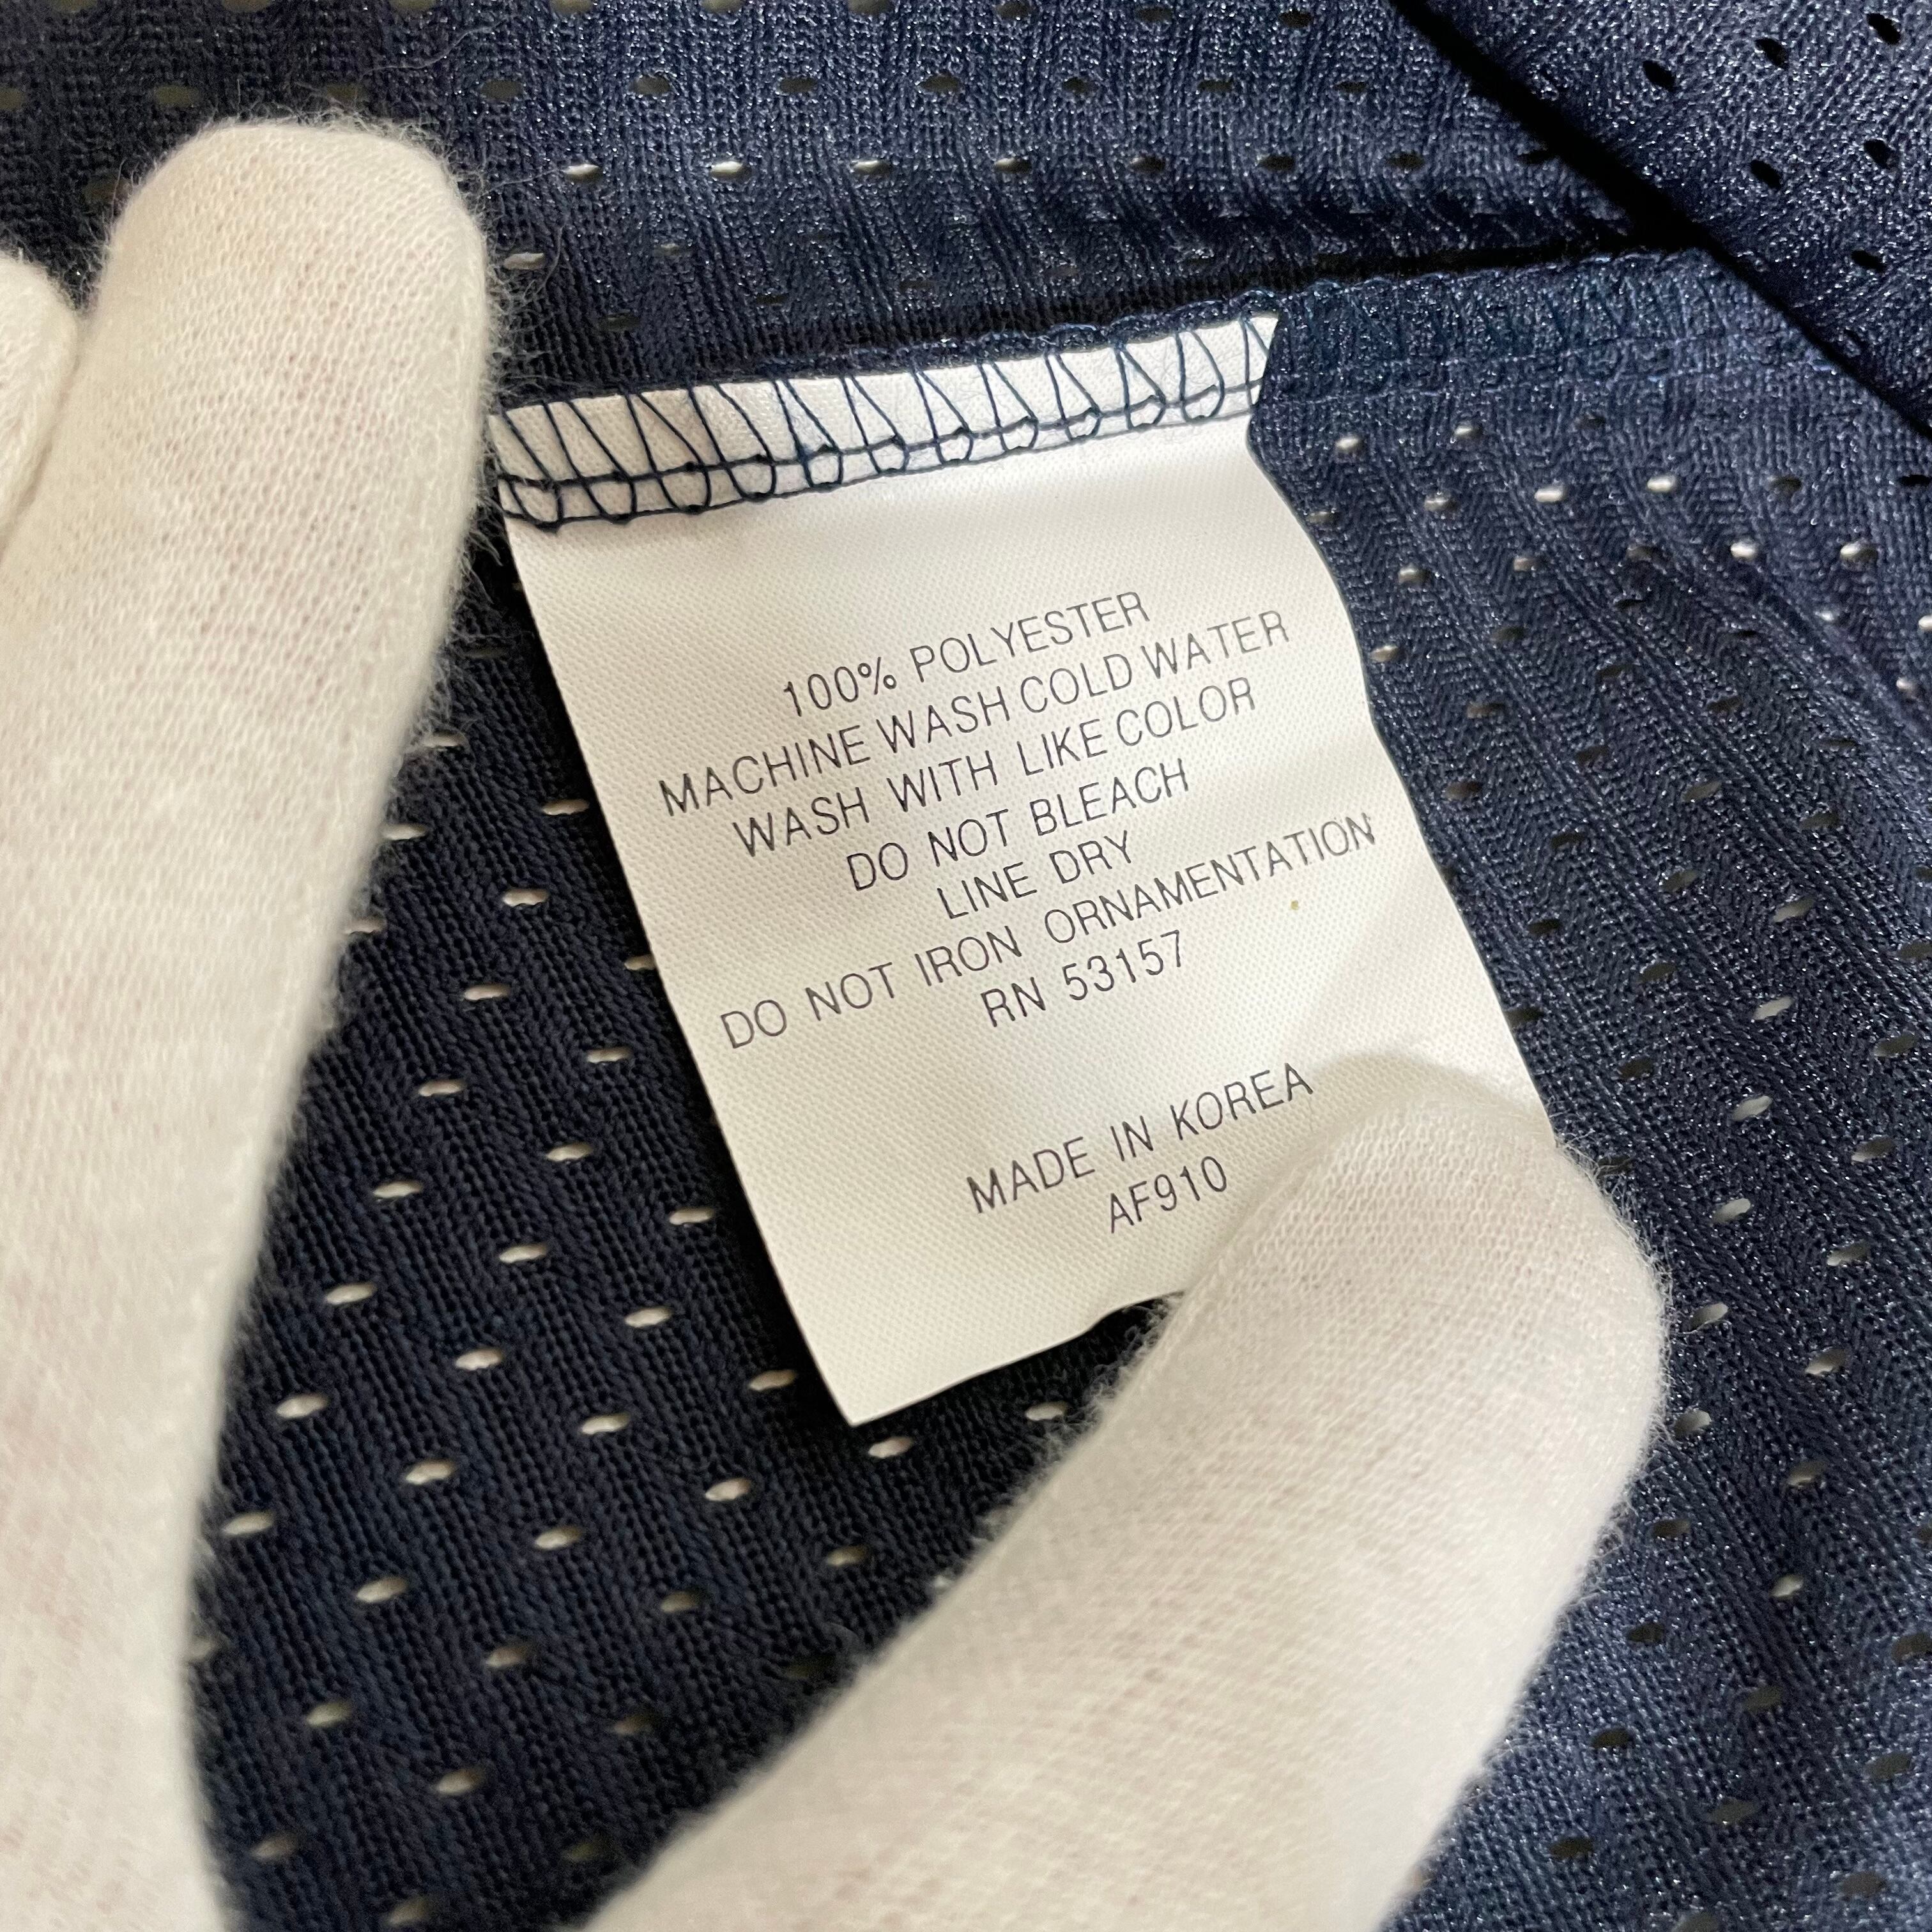 100% POLYESTER
MACHINE WASH COLD WATER
WASH WITH LIKE COLOR
DO NOT BLEACH
LINE DRY
DO NOT IRON ORNAMENTATION
RN 53157
MADE IN KOREA
AF910